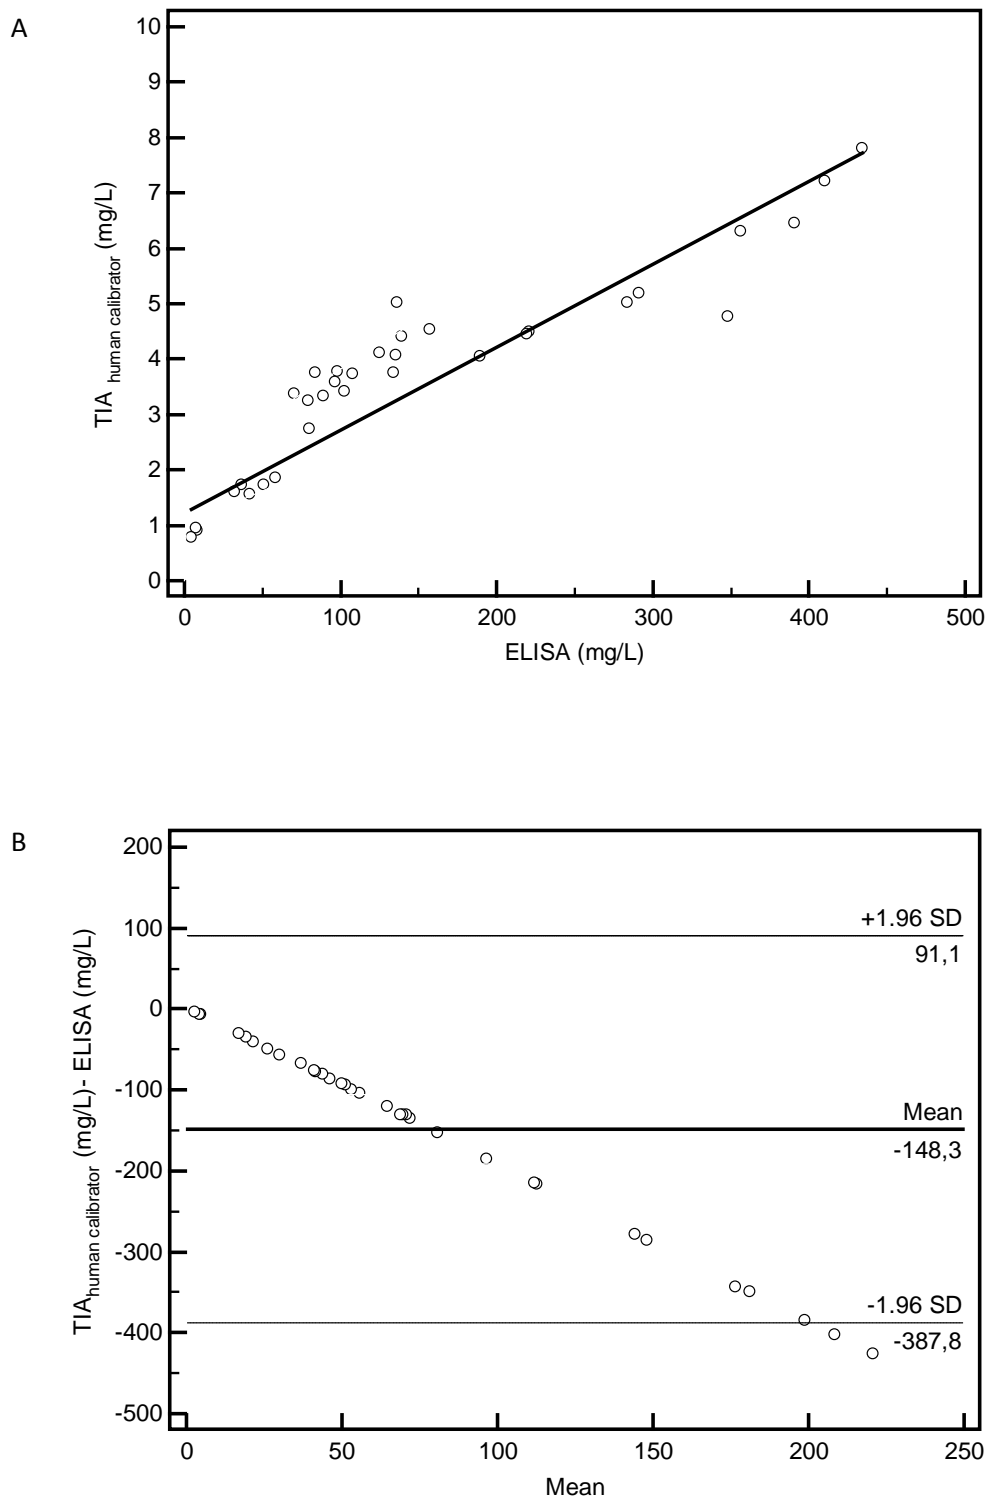 A
10
9
8
7
6
5
4
3
2
1
0
TIA human calibrator (mg/L)
0 100 200 300 400 500
ELISA (mg/L)
B
200
100
0
-100
-200
-300
-400
-500
TIAhuman calibrator (mg/L)- ELISA (mg/L)
+1.96 SD
91,1
Mean
-148,3
-1.96 SD
-387,8
0 50 100 150 200 250
Mean